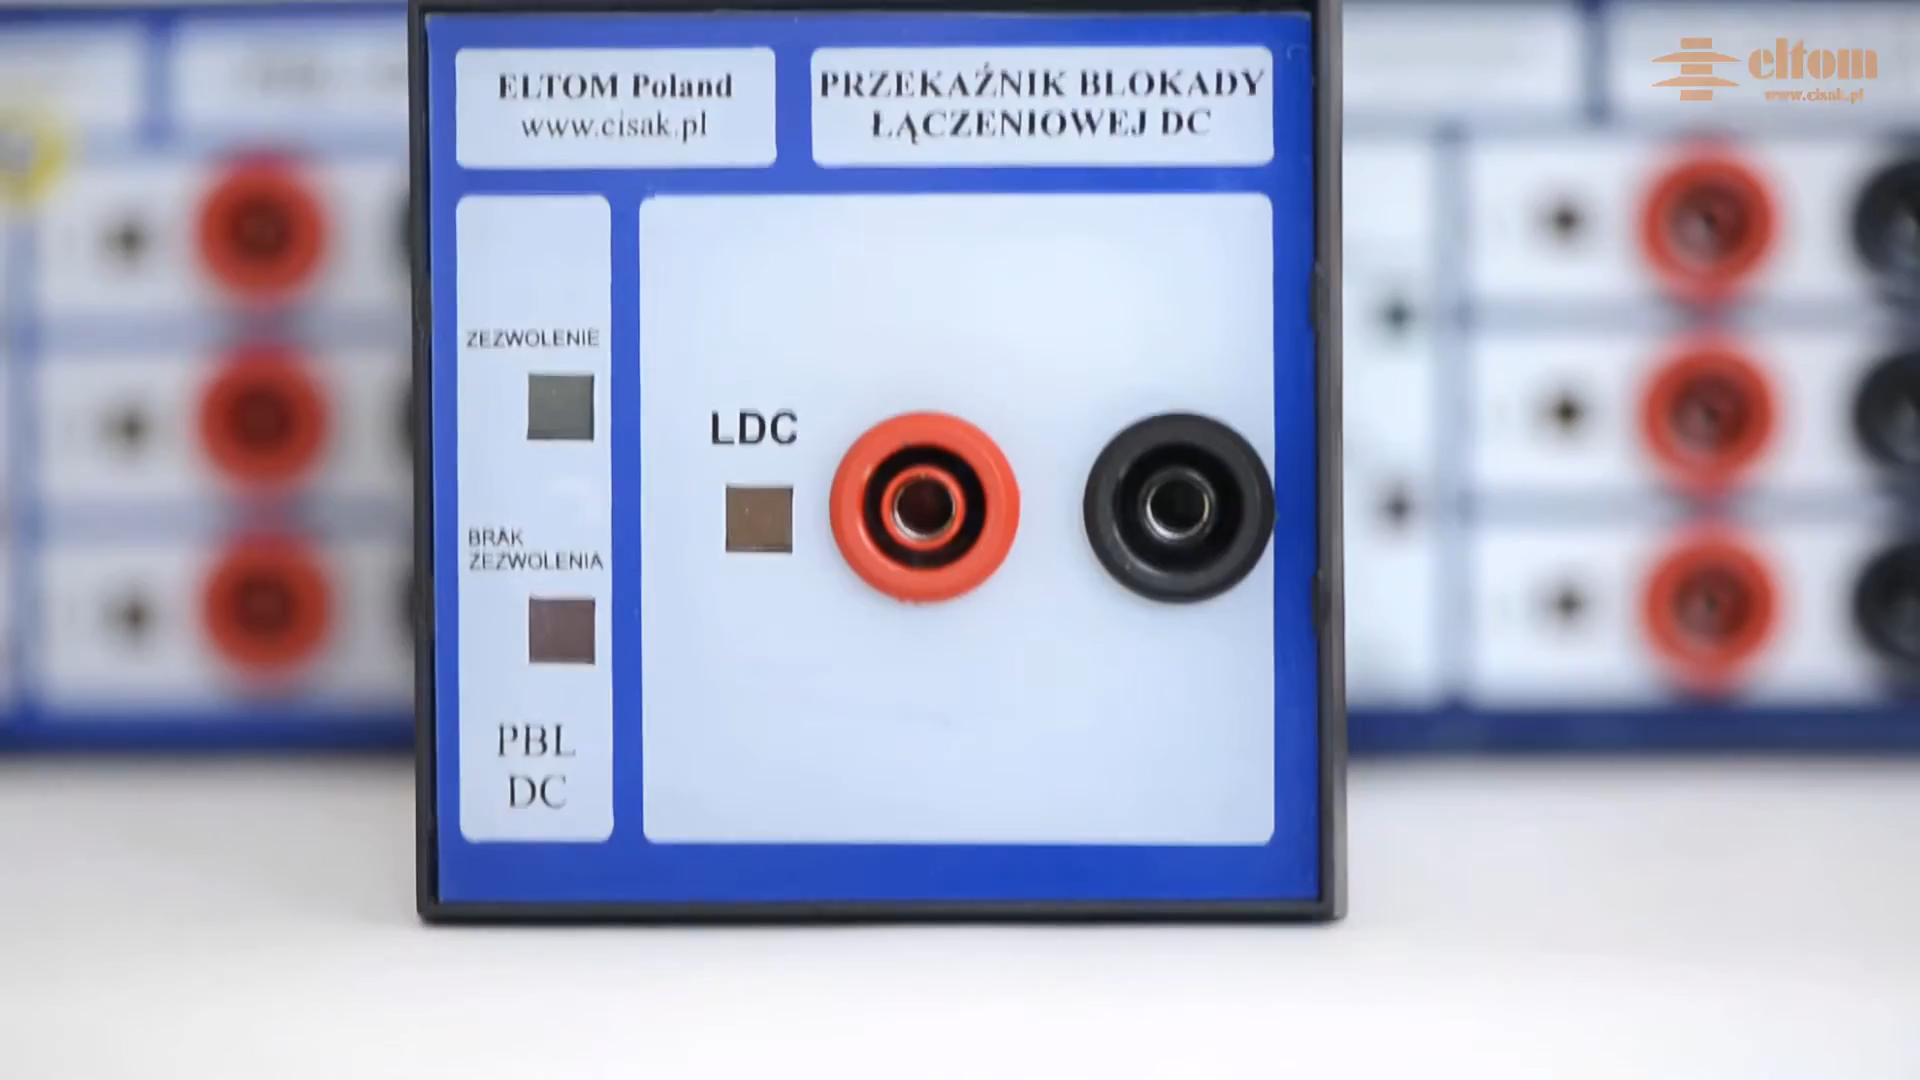 ELTOM Poland
www.cisak.pl
PRZEKAŹNIK BLOKADY
ŁĄCZENIOWEJ DC
ZEZWOLENIE
BRAK
ZEZWOLENIA
PBL
DC
LDC
eltom
www.cisak.pl